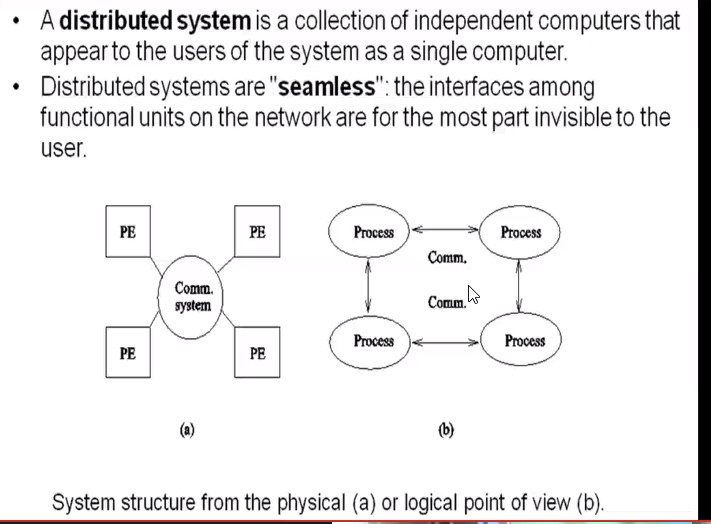 • A distributed system is a collection of independent computers that
appear to the users of the system as a single computer.
• Distributed systems are "seamless": the interfaces among
functional units on the network are for the most part invisible to the
user.
PE PE
Comm.
system
PE PE
(a)
Process Process
Comm.
Comm.
Process Process
(b)
System structure from the physical (a) or logical point of view (b).